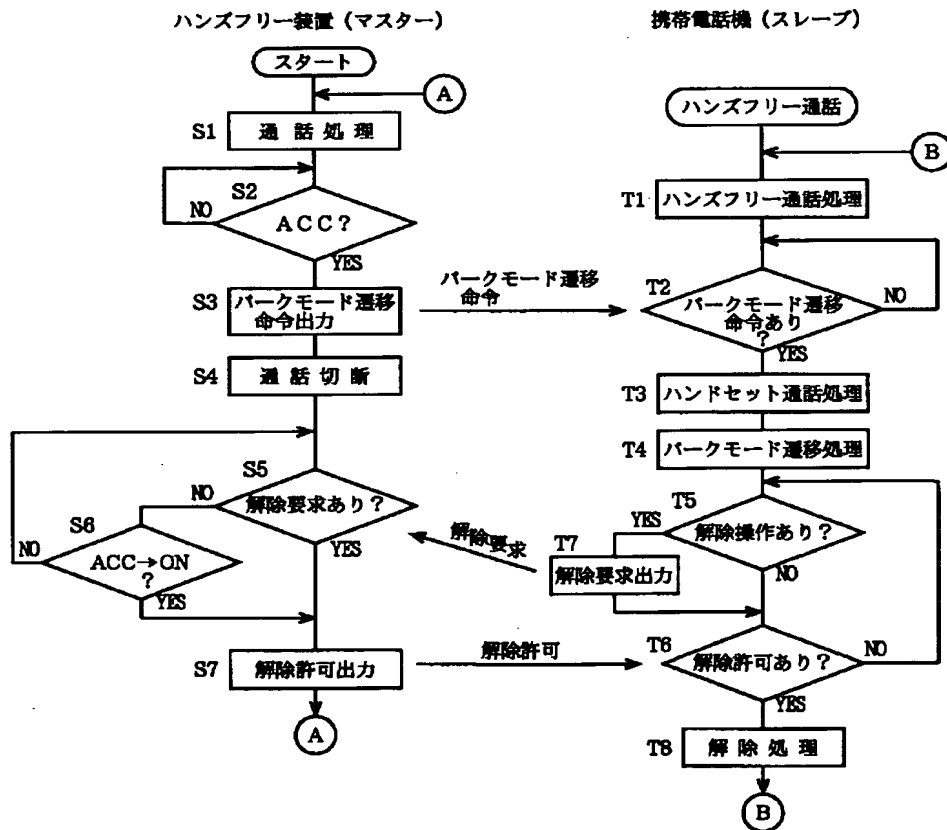 ハンズフリー装置（マスター）
スタート
A
S1
通話処理
S2
NO
ACC？
YES
S3
パークモード遷移
命令出力
パークモード遷移
命令
S4
通話切断
S5
NO
解除要求あり？
YES
S6
NO
ACC→ON
？
YES
解除要求
S7
解除許可出力
解除許可
A
携帯電話機（スレーブ）
ハンズフリー通話
B
T1
ハンズフリー通話処理
T2
NO
パークモード遷移
命令あり
？
YES
T3
ハンドセット通話処理
T4
パークモード遷移処理
T5
YES
解除操作あり？
NO
T7
解除要求出力
T6
NO
解除許可あり？
YES
T8
解除処理
B